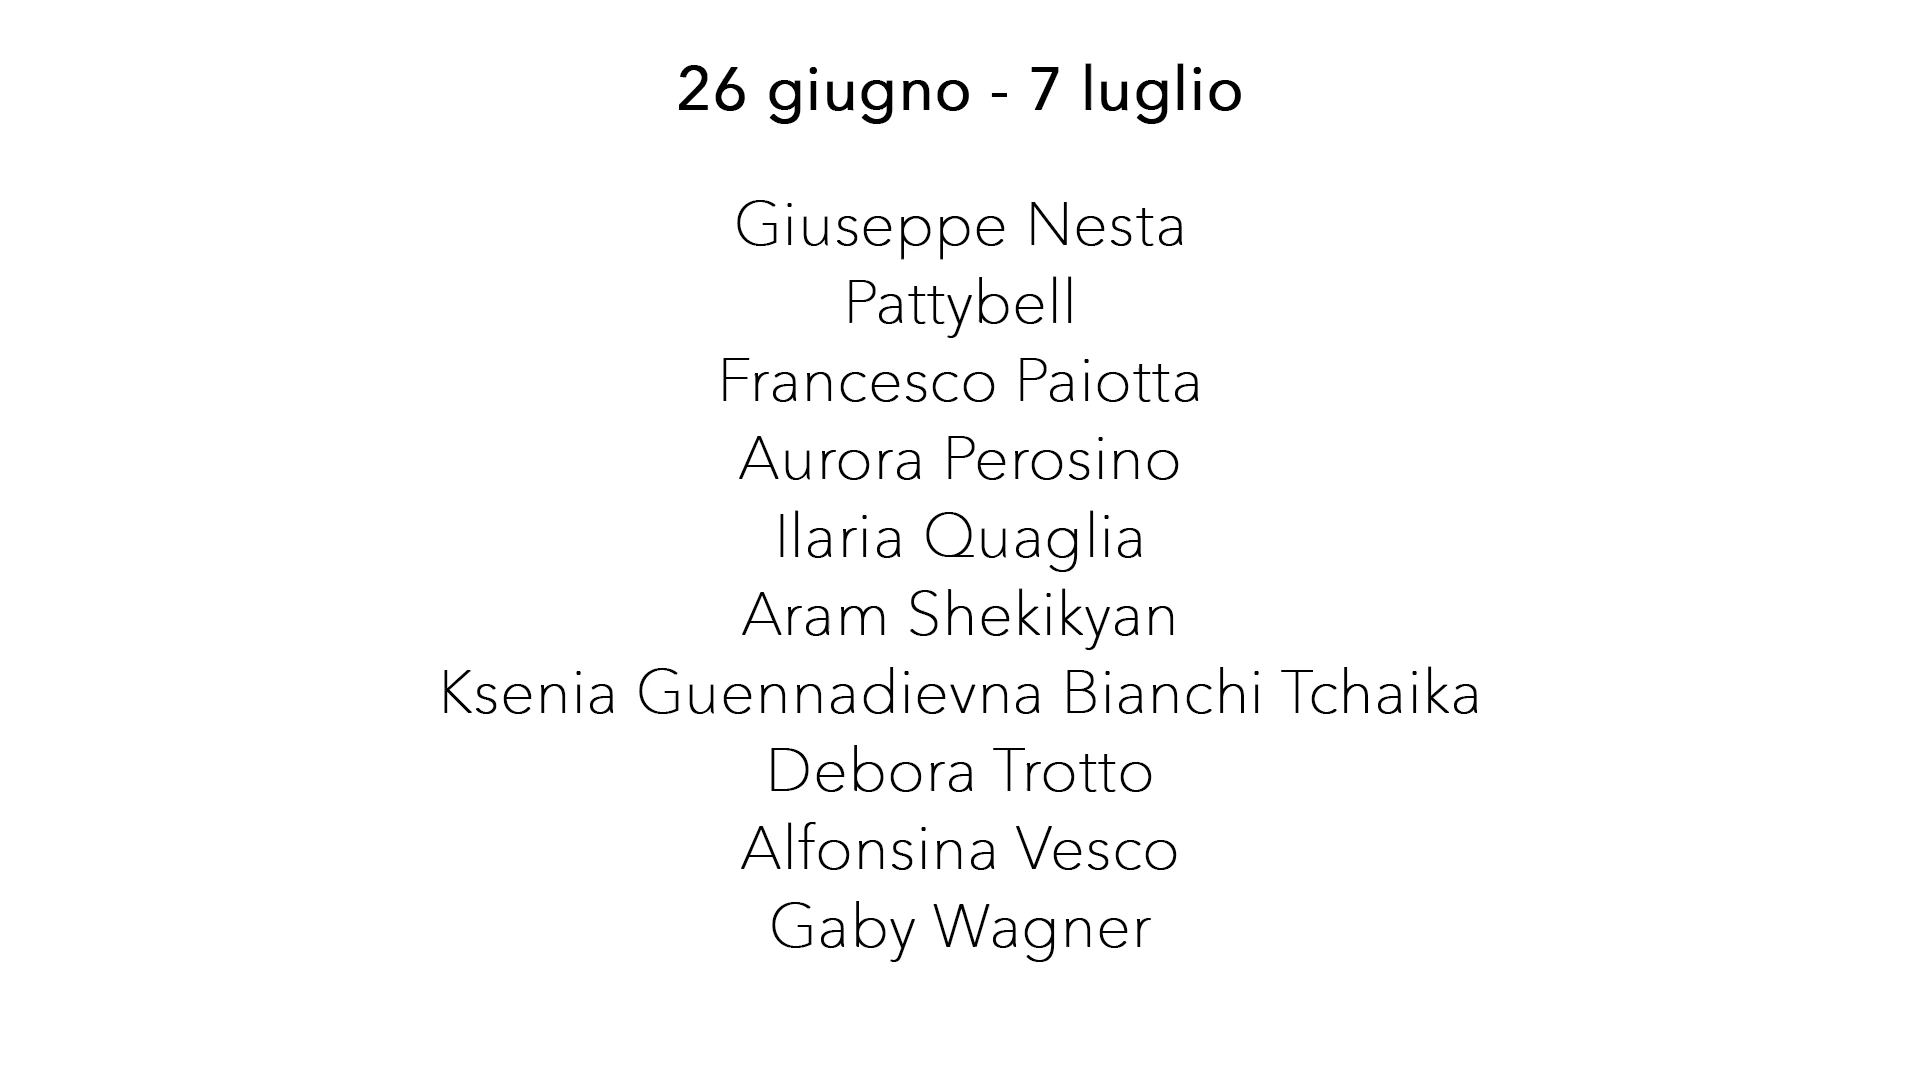 26 giugno - 7 luglio
Giuseppe Nesta
Pattybell
Francesco Paiotta
Aurora Perosino
Ilaria Quaglia
Aram Shekikyan
Ksenia Guennadievna Bianchi Tchaika
Debora Trotto
Alfonsina Vesco
Gaby Wagner